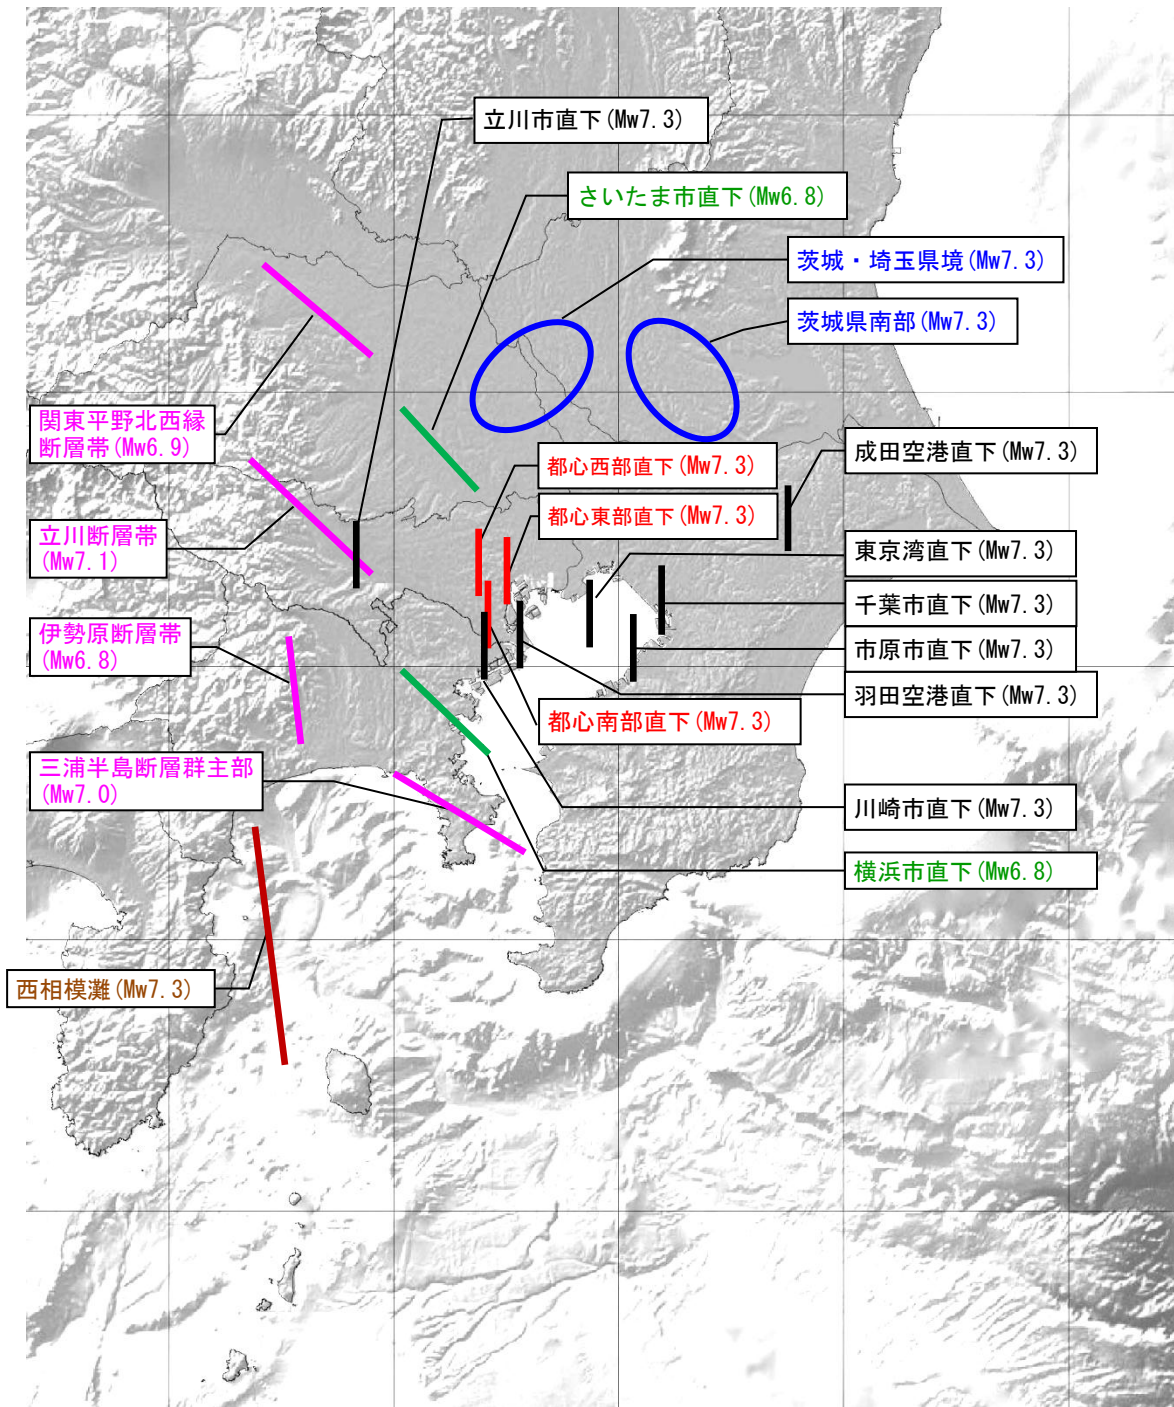 立川市直下(Mw7.3)
さいたま市直下(Mw6.8)
茨城・埼玉県境(Mw7.3)
茨城県南部(Mw7.3)
関東平野北西縁
断層帯(Mw6.9)
都心西部直下(Mw7.3)
成田空港直下(Mw7.3)
都心東部直下(Mw7.3)
立川断層帯
(Mw7.1)
東京湾直下(Mw7.3)
千葉市直下(Mw7.3)
伊勢原断層帯
(Mw6.8)
市原市直下(Mw7.3)
羽田空港直下(Mw7.3)
都心南部直下(Mw7.3)
三浦半島断層群主部
(Mw7.0)
川崎市直下(Mw7.3)
横浜市直下(Mw6.8)
西相模灘(Mw7.3)